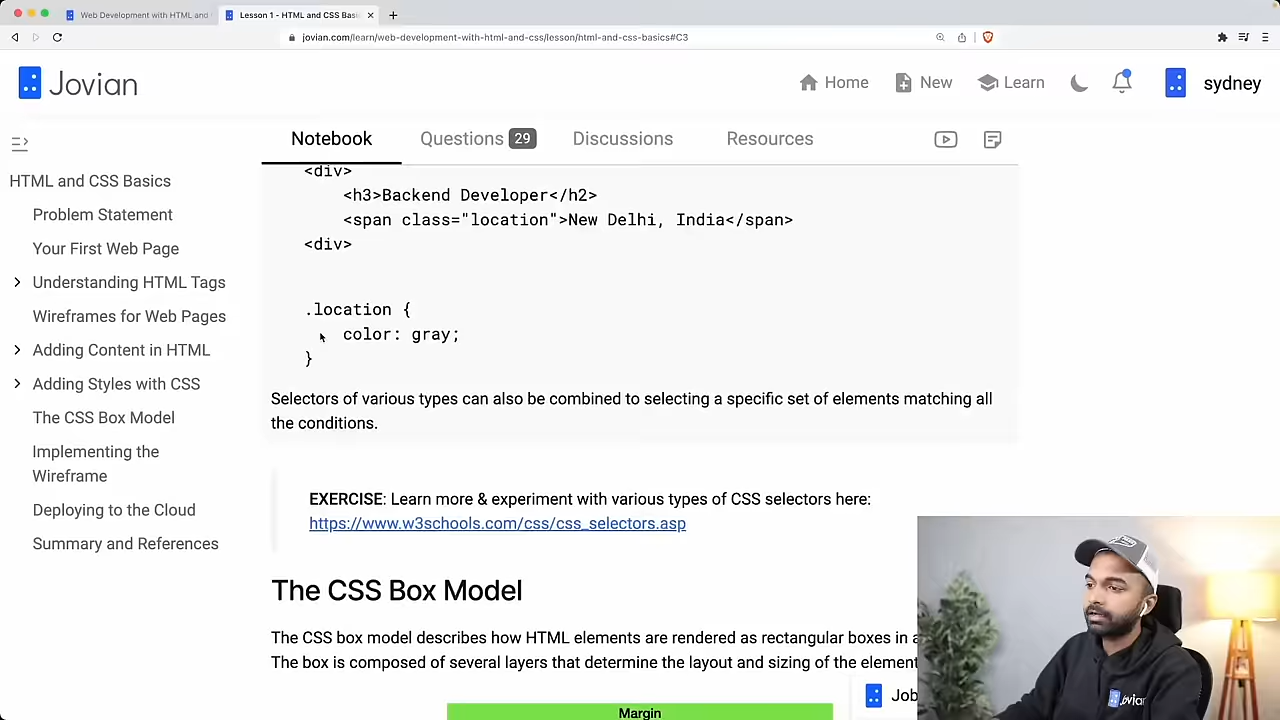 Web Development with HTML and
Lesson 1 - HTML and CSS Basi
jovian.com/learn/web-development-with-html-and-css/lesson/html-and-css-basics#C3
Jovian
Home
New
Learn
sydney
Notebook
Questions 29
Discussions
Resources
HTML and CSS Basics
Problem Statement
Your First Web Page
Understanding HTML Tags
Wireframes for Web Pages
Adding Content in HTML
Adding Styles with CSS
The CSS Box Model
Implementing the
Wireframe
Deploying to the Cloud
Summary and References
<div>
<h3>Backend Developer</h2>
<span class="location">New Delhi, India</span>
<div>
.location {
color: gray;
}
Selectors of various types can also be combined to selecting a specific set of elements matching all
the conditions.
EXERCISE: Learn more & experiment with various types of CSS selectors here:
https://www.w3schools.com/css/css_selectors.asp
The CSS Box Model
The CSS box model describes how HTML elements are rendered as rectangular boxes in a
The box is composed of several layers that determine the layout and sizing of the element
Margin
Job
Jovian